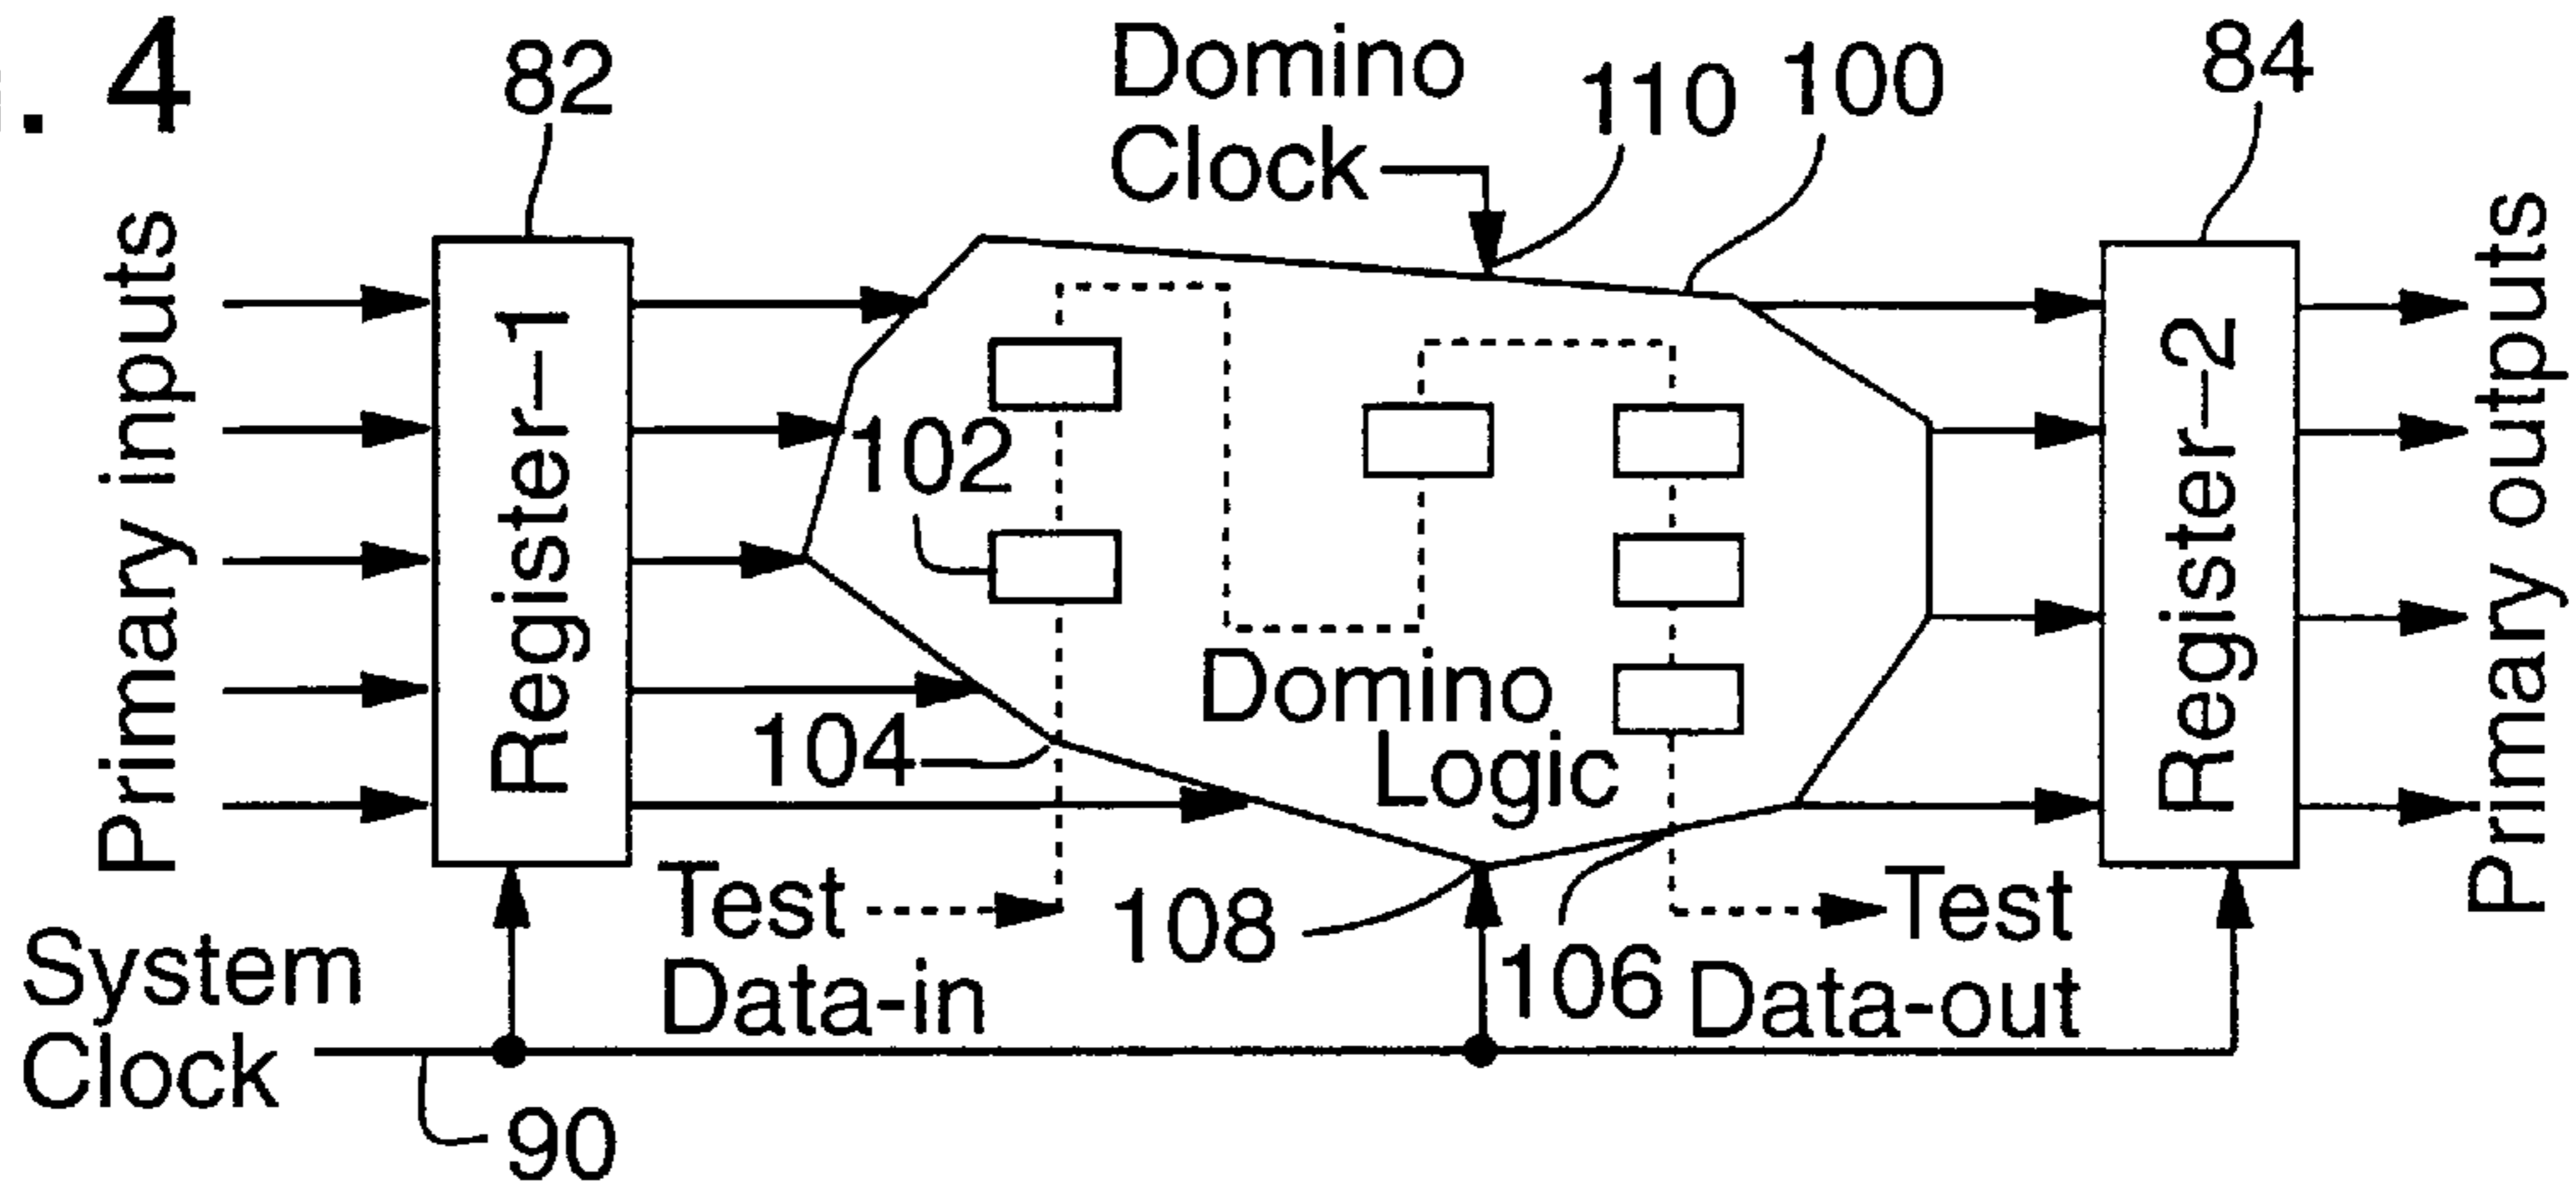 . 4
82
Domino
Clock
110
100
84
Primary inputs
Register-1
102
104
Domino
Logic
Register-2
Primary outputs
Test
Data-in
108
106
Test
Data-out
System
Clock
90